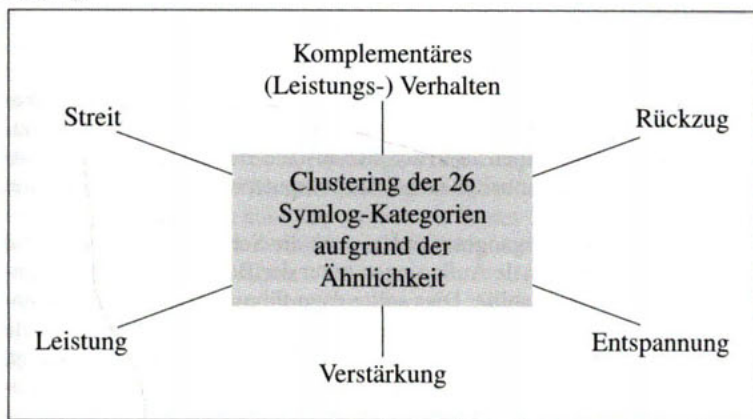 Komplementäres
(Leistungs-) Verhalten
Streit
Rückzug
Clustering der 26
Symlog-Kategorien
aufgrund der
Ähnlichkeit
Leistung
Entspannung
Verstärkung